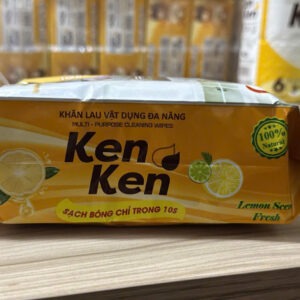 KHĂN LAU VẬT DỤNG ĐA NĂNG
MULTI - PURPOSE CLEANING WIPES
Ken
Ken
SẠCH BÓNG CHỈ TRONG 10S
100%
Natural
Lemon Scent
Fresh